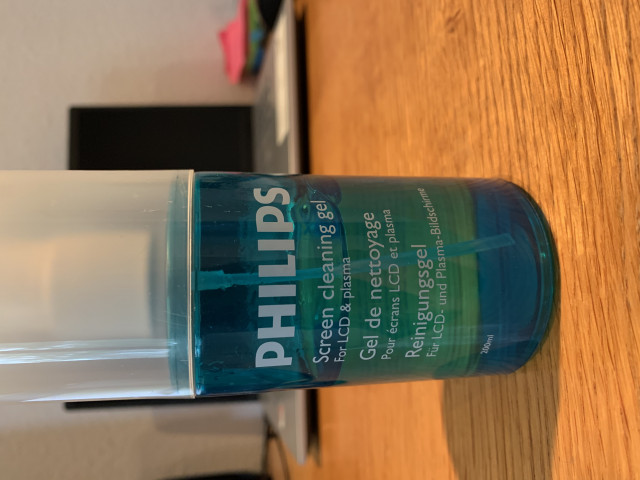 PHILIPS
Screen cleaning gel
For LCD & plasma
Gel de nettoyage
Pour écrans LCD et plasma
Reinigungsgel
Für LCD- und Plasma-Bildschirme
200ml